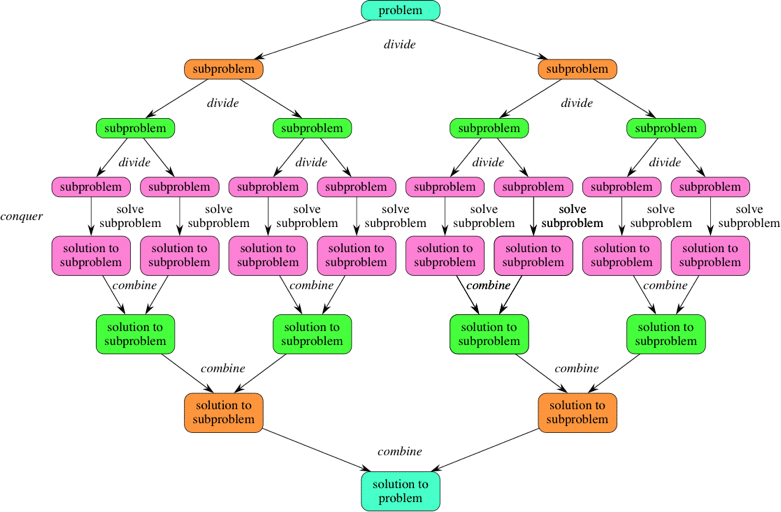 problem
divide
subproblem subproblem
divide divide
subproblem subproblem subproblem subproblem
divide divide divide divide
subproblem subproblem subproblem subproblem subproblem subproblem subproblem subproblem
conquer
solve solve solve solve solve solve solve solve
subproblem subproblem subproblem subproblem subproblem subproblem subproblem subproblem
solution to solution to solution to solution to solution to solution to solution to solution to
subproblem subproblem subproblem subproblem subproblem subproblem subproblem subproblem
combine combine combine combine
solution to solution to solution to solution to
subproblem subproblem subproblem subproblem
combine combine
solution to solution to
subproblem subproblem
combine
solution to
problem